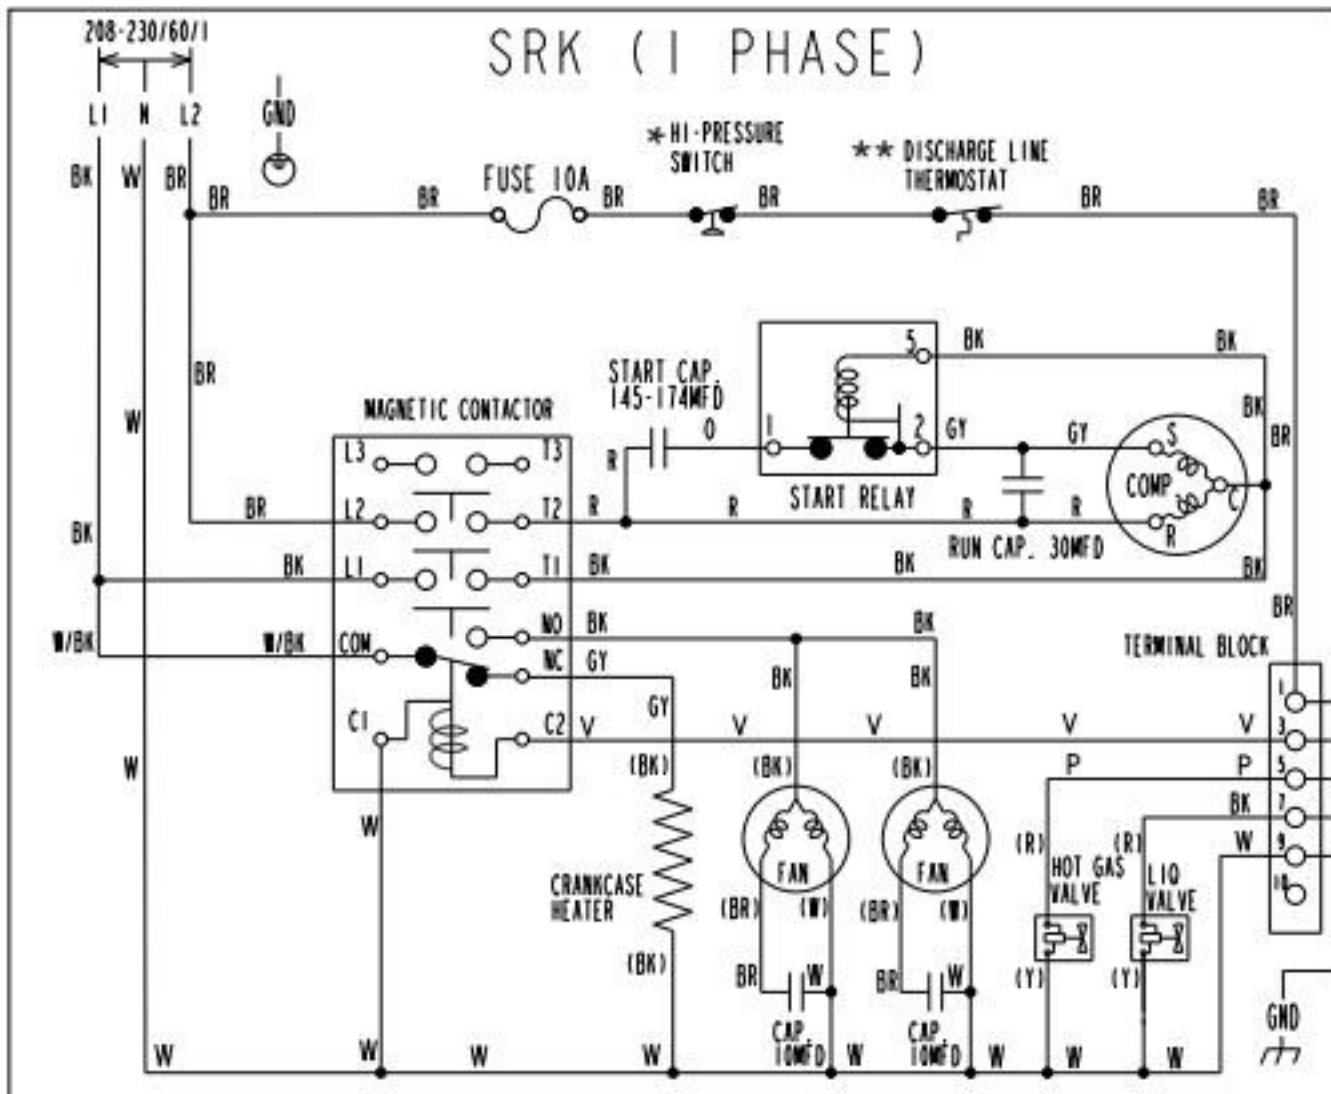 208-230/60/1
SRK (1 PHASE)
L1 N L2 GND
* HI-PRESSURE
SWITCH
** DISCHARGE LINE
THERMOSTAT
BK W BR
FUSE 10A
BR BR BR BR BR BR
5 BK BK
START CAP.
145-174MFD
BR
MAGNETIC CONTACTOR
W O 1 2 GY GY S BK BR
R
L3 T3
START RELAY
COMP C
BR L2 T2 R R R R R
RUN CAP. 30MFD
BK
BK L1 T1 BK BK BK
BR
W/BK W/BK COM NO BK BK
TERMINAL BLOCK
NC GY
BK BK
1
GY
C1 C2 V V V V V 3
W (BK) (BK) (BK) P P 5
BK 7
W
(R) (R) W 9
FAN FAN
HOT GAS
VALVE
LIQ
VALVE
10
CRANKCASE
HEATER
(BR) (W) (BR) (W)
(BK)
BR W BR W (Y) (Y)
CAP.
10MFD
CAP.
10MFD
GND
W W W W W W W W